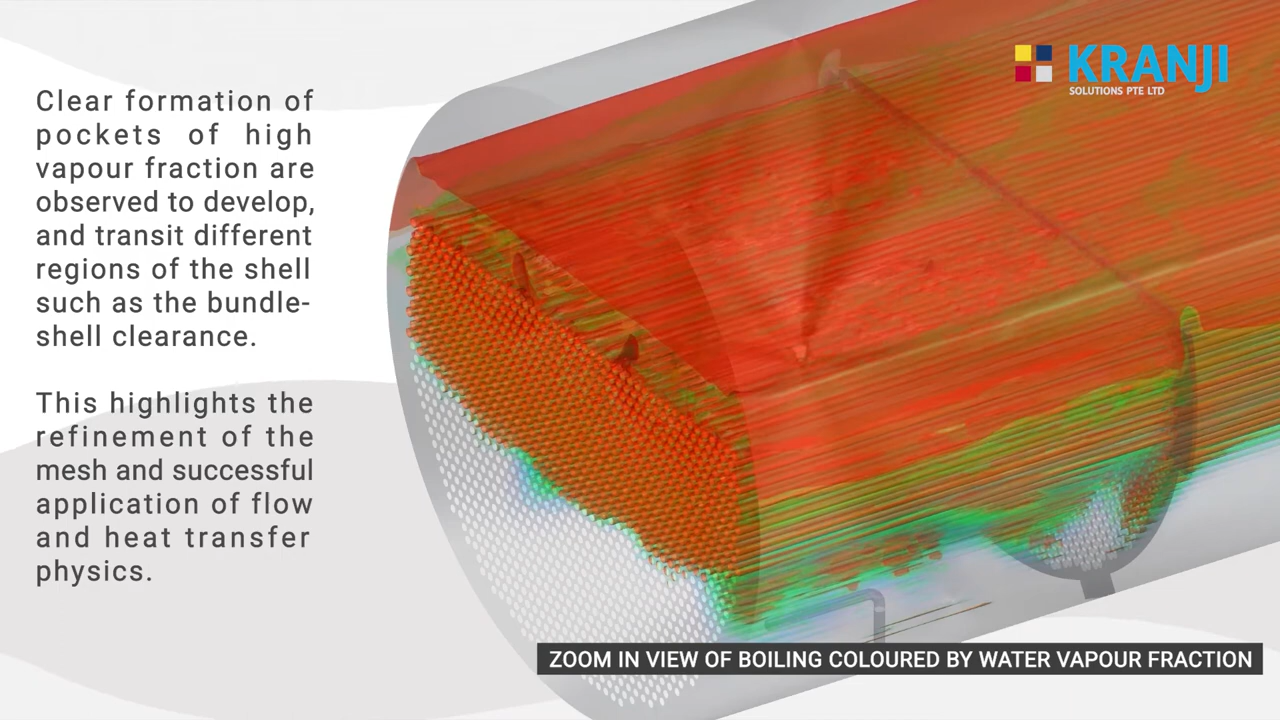 Clear formation of
pockets of high
vapour fraction are
observed to develop,
and transit different
regions of the shell
such as the bundle-
shell clearance.
This highlights the
refinement of the
mesh and successful
application of flow
and heat transfer
physics.
KRANJI
SOLUTIONS PTE LTD
ZOOM IN VIEW OF BOILING COLOURED BY WATER VAPOUR FRACTION